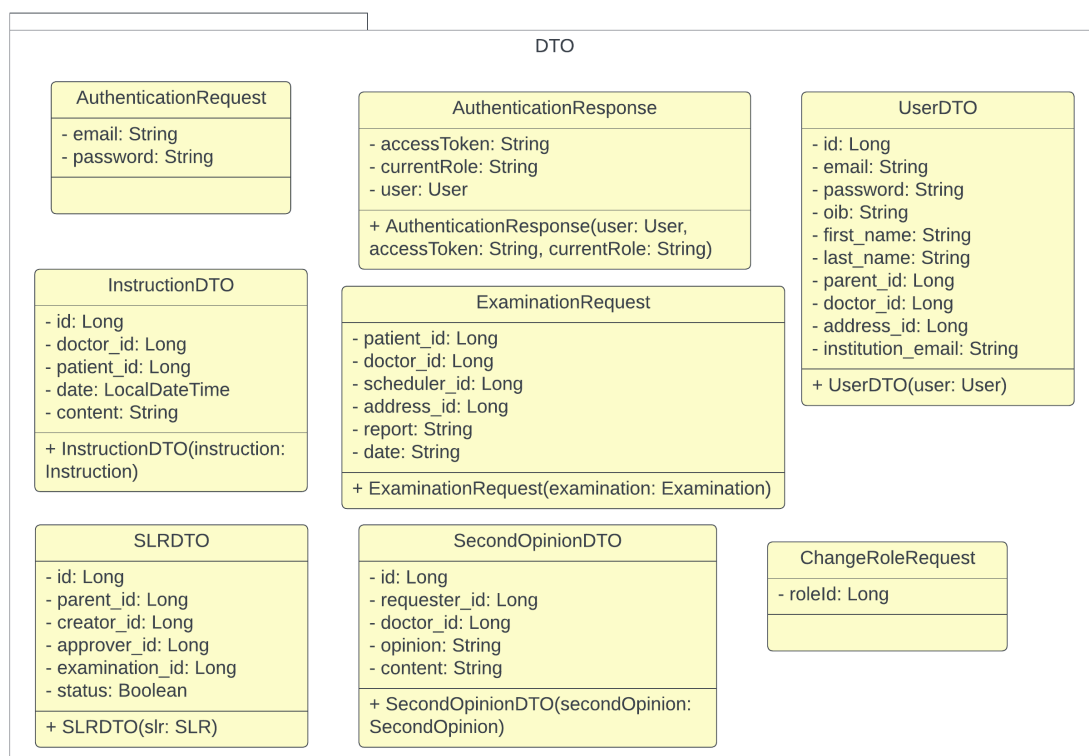 DTO
AuthenticationRequest
- email: String
- password: String
AuthenticationResponse
- accessToken: String
- currentRole: String
- user: User
+ AuthenticationResponse(user: User,
accessToken: String, currentRole: String)
UserDTO
- id: Long
- email: String
- password: String
- oib: String
- first_name: String
- last_name: String
- parent_id: Long
- doctor_id: Long
- address_id: Long
- institution_email: String
+ UserDTO(user: User)
InstructionDTO
- id: Long
- doctor_id: Long
- patient_id: Long
- date: LocalDateTime
- content: String
+ InstructionDTO(instruction:
Instruction)
ExaminationRequest
- patient_id: Long
- doctor_id: Long
- scheduler_id: Long
- address_id: Long
- report: String
- date: String
+ ExaminationRequest(examination: Examination)
SLRDTO
- id: Long
- parent_id: Long
- creator_id: Long
- approver_id: Long
- examination_id: Long
- status: Boolean
+ SLRDTO(slr: SLR)
SecondOpinionDTO
- id: Long
- requester_id: Long
- doctor_id: Long
- opinion: String
- content: String
+ SecondOpinionDTO(secondOpinion:
SecondOpinion)
ChangeRoleRequest
- roleId: Long